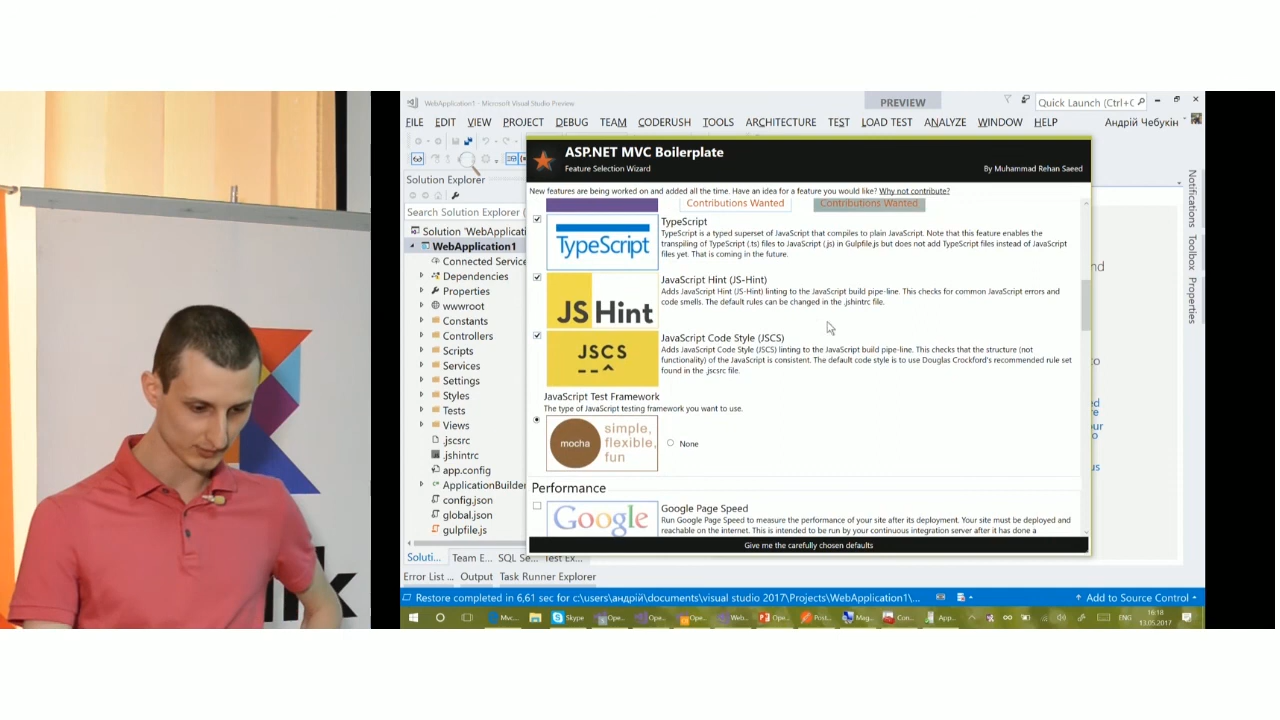 WebApplication1 - Microsoft Visual Studio Preview
PREVIEW
Quick Launch (Ctrl+Q
FILE EDIT VIEW PROJECT DEBUG TEAM CODERUSH TOOLS ARCHITECTURE TEST LOAD TEST ANALYZE WINDOW HELP
Андрій Чебукін
Solution Explorer
Search Solution Explorer (
Solution 'WebApplicati
WebApplication1
Connected Service
Dependencies
Properties
wwwroot
Constants
Controllers
Scripts
Services
Settings
Styles
Tests
Views
.jscsrc
.jshintrc
app.config
ApplicationBuilde
config.json
global.json
gulpfile.js
Soluti...
Team E...
SQL Se...
Test Ex...
Error List ...
Output
Task Runner Explorer
ASP.NET MVC Boilerplate
Feature Selection Wizard
By Muhammad Rehan Saeed
New features are being worked on and added all the time. Have an idea for a feature you would like? Why not contribute?
Contributions Wanted
Contributions Wanted
TypeScript
TypeScript
TypeScript is a typed superset of JavaScript that compiles to plain JavaScript. Note that this feature enables the
transpiling of TypeScript (.ts) files to JavaScript (.js) in Gulpfile.js but does not add TypeScript files instead of JavaScript
files yet. That is coming in the future.
JS Hint
JavaScript Hint (JS-Hint)
Adds JavaScript Hint (JS-Hint) linting to the JavaScript build pipe-line. This checks for common JavaScript errors and
code smells. The default rules can be changed in the .jshintrc file.
JSCS
JavaScript Code Style (JSCS)
Adds JavaScript Code Style (JSCS) linting to the JavaScript build pipe-line. This checks that the structure (not
functionality) of the JavaScript is consistent. The default code style is to use Douglas Crockford's recommended rule set
found in the .jscsrc file.
JavaScript Test Framework
The type of JavaScript testing framework you want to use.
mocha
simple,
flexible,
fun
None
Performance
Google
Google Page Speed
Run Google Page Speed to measure the performance of your site after its deployment. Your site must be deployed and
reachable on the internet. This is intended to be run by your continuous integration server after it has done a
Give me the carefully chosen defaults
Notifications
Toolbox
Properties
Restore completed in 6,61 sec for c:\users\андрій\documents\visual studio 2017\Projects\WebApplication1\...
Add to Source Control
Mvc...
Skype
Ope...
Ope...
Ope...
Web...
Ope...
Post...
Mag...
Con...
App...
ENG
16:18
13.05.2017